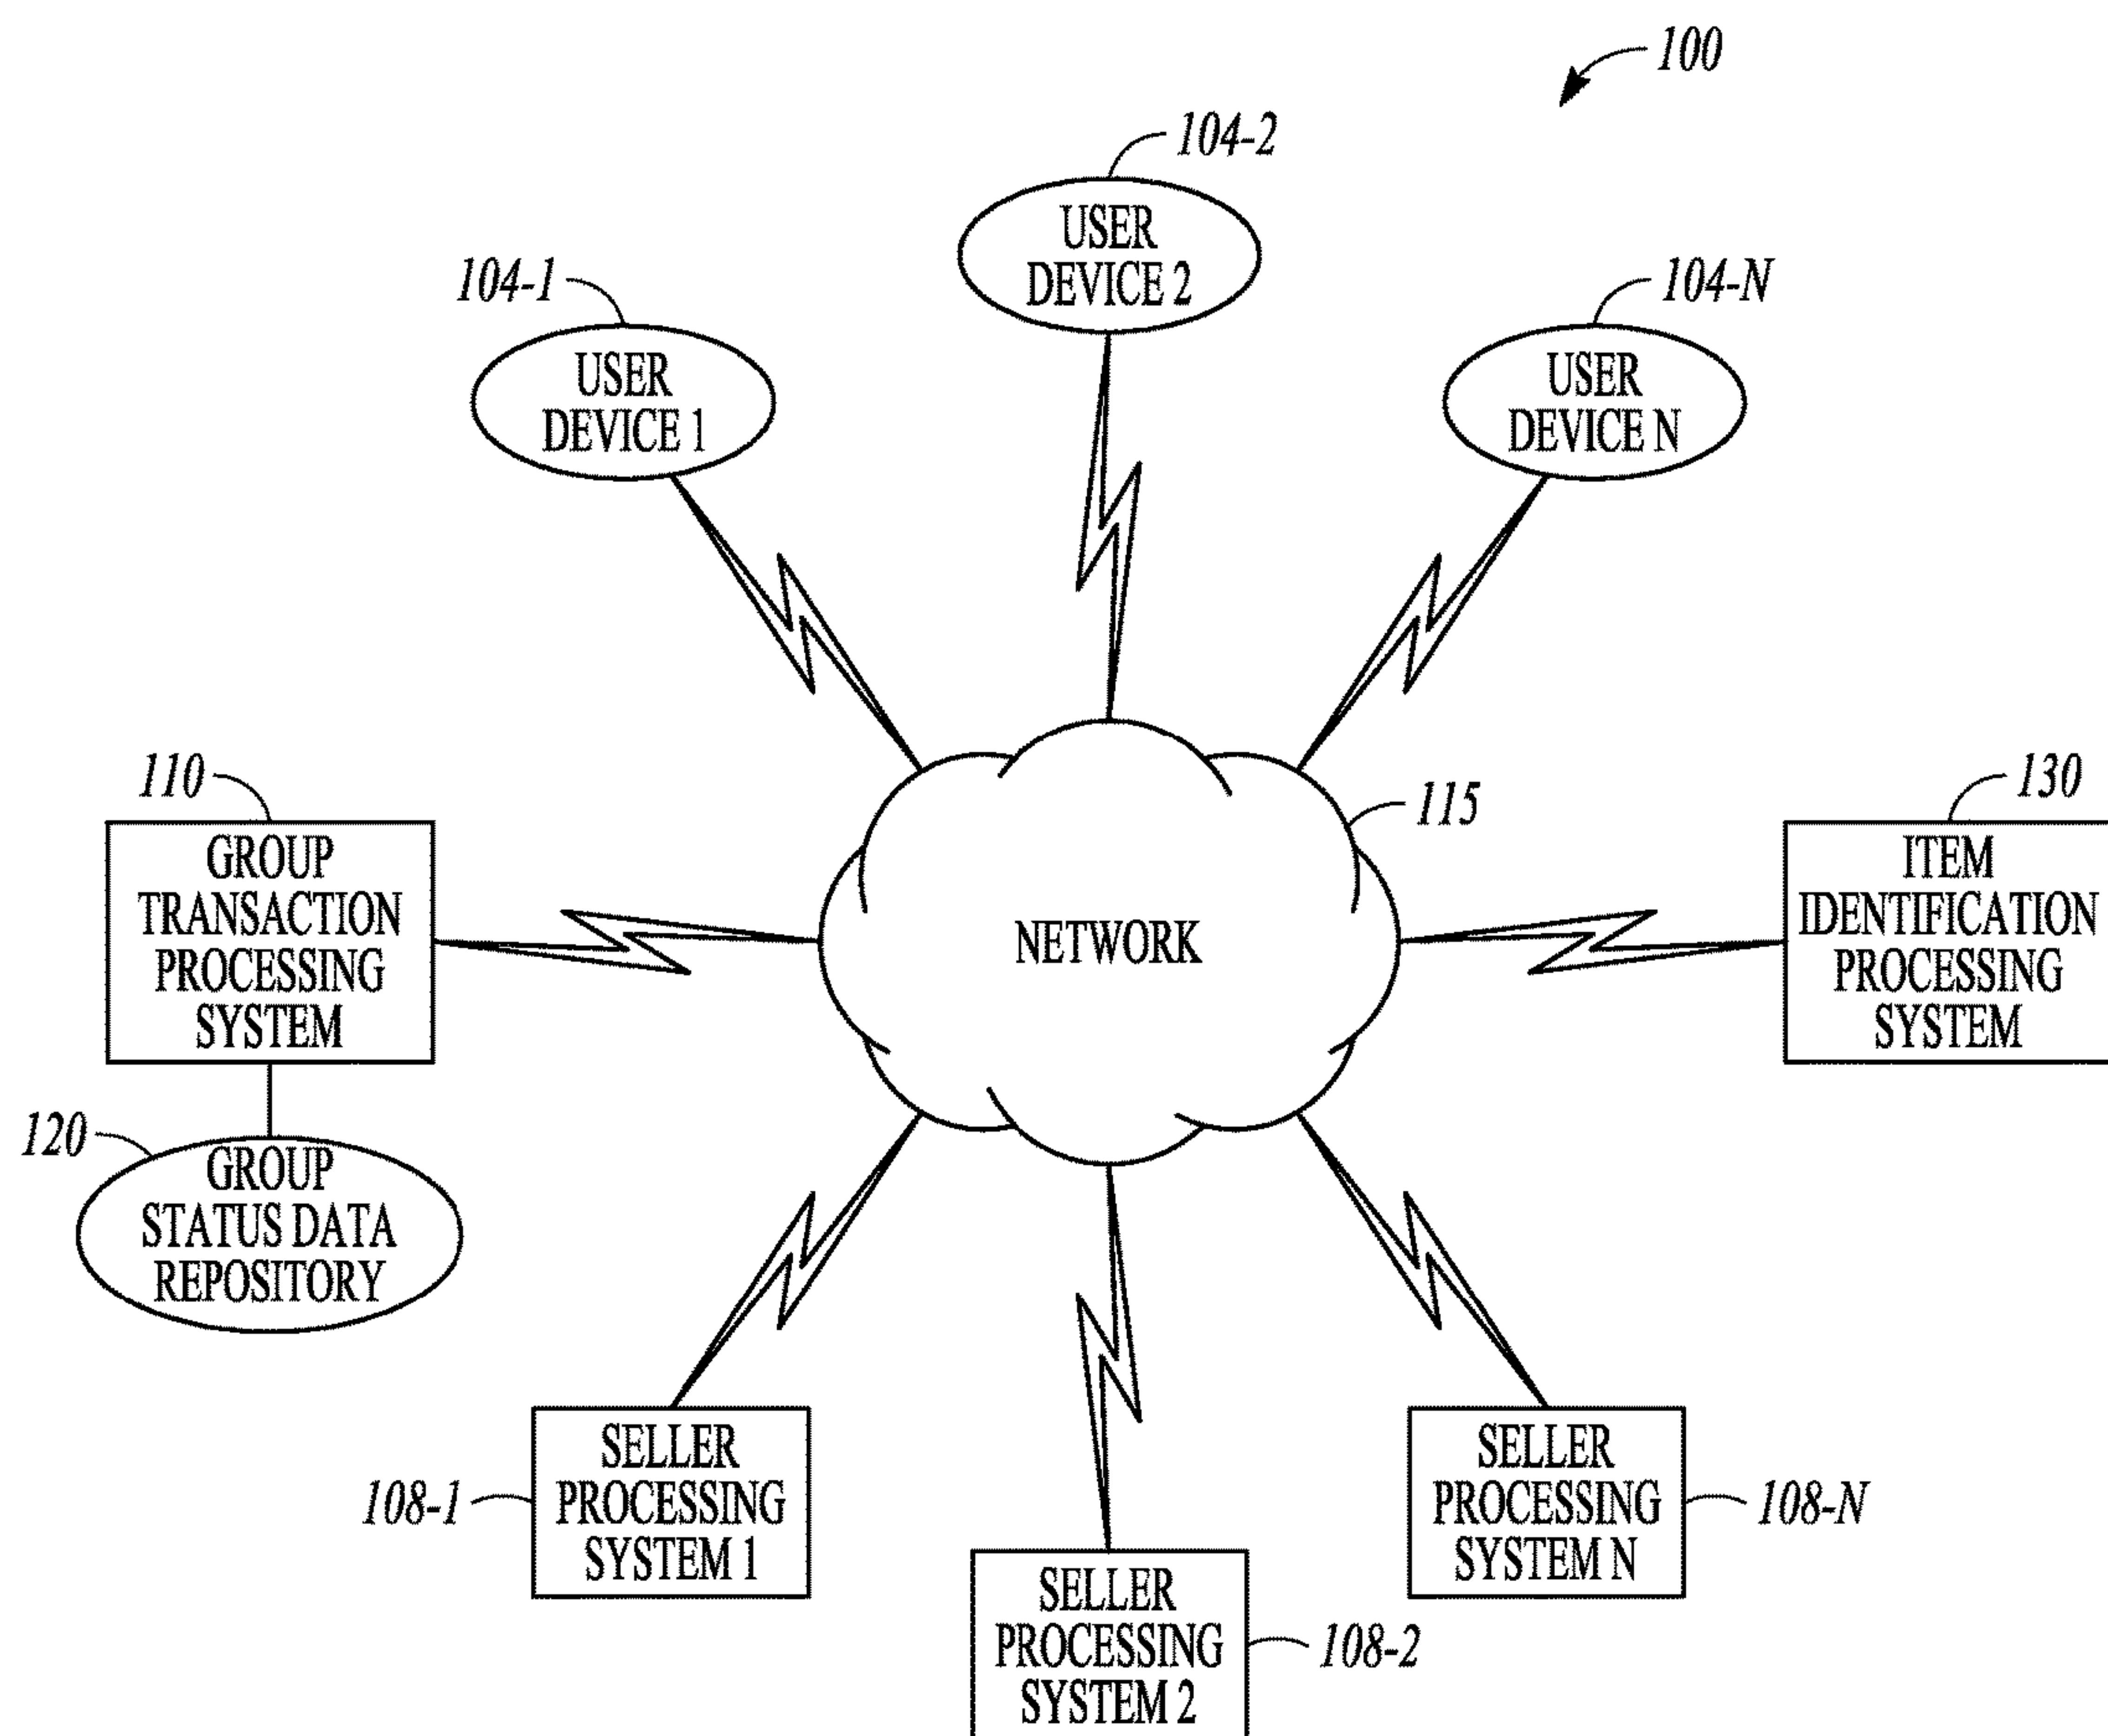 100
104-2
USER
DEVICE 2
104-1
USER
DEVICE 1
104-N
USER
DEVICE N
110
GROUP
TRANSACTION
PROCESSING
SYSTEM
115
NETWORK
130
ITEM
IDENTIFICATION
PROCESSING
SYSTEM
120
GROUP
STATUS DATA
REPOSITORY
108-1
SELLER
PROCESSING
SYSTEM 1
SELLER
PROCESSING
SYSTEM 2
108-2
SELLER
PROCESSING
SYSTEM N
108-N